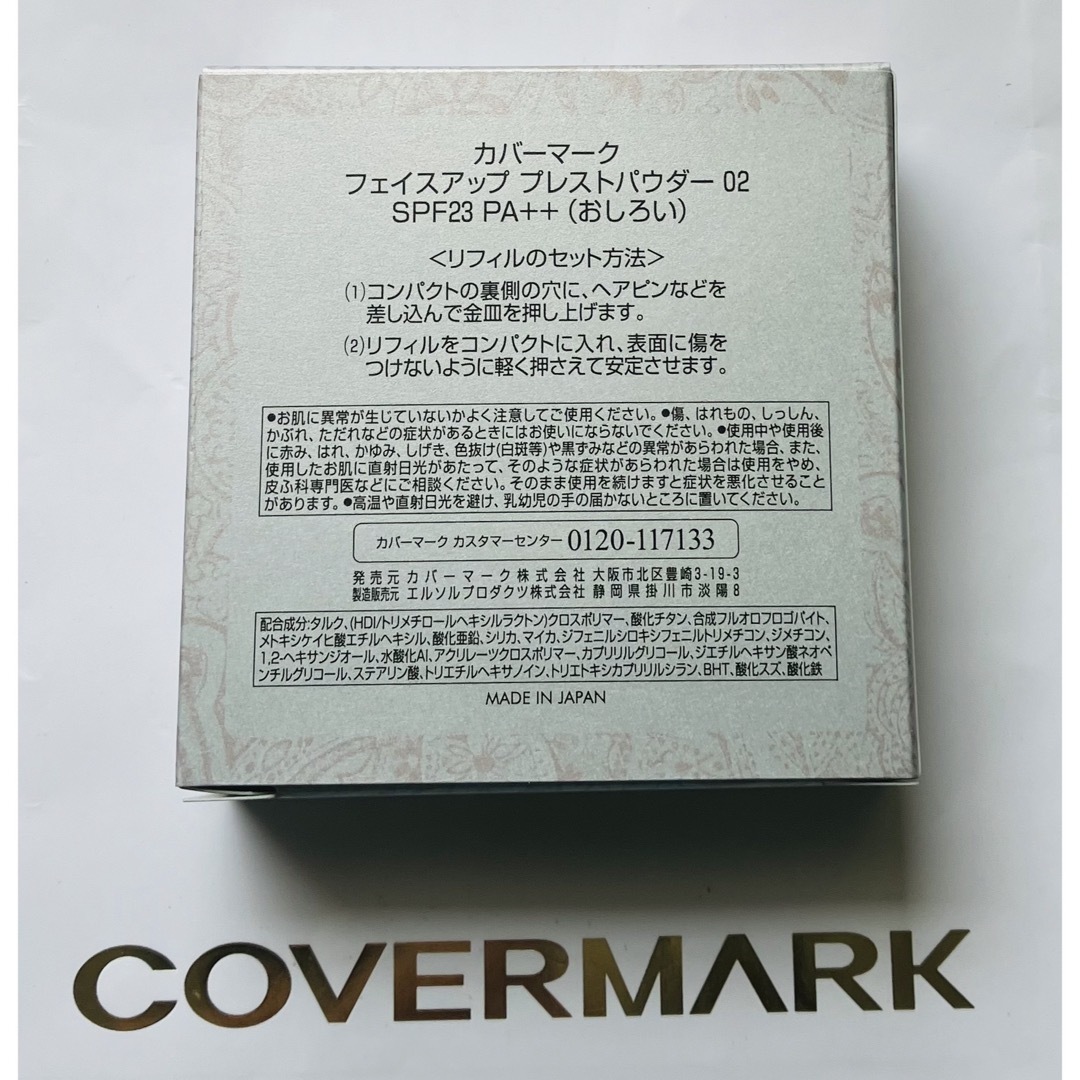 カバーマーク
フェイスアップ プレストパウダー 02
SPF23 PA++（おしろい）
＜リフィルのセット方法＞
(1)コンパクトの裏側の穴に、ヘアピンなどを
差し込んで金皿を押し上げます。
(2)リフィルをコンパクトに入れ、表面に傷を
つけないように軽く押さえて安定させます。
●お肌に異常が生じていないかよく注意してご使用ください。●傷、はれもの、しっしん、
かぶれ、ただれなどの症状があるときにはお使いにならないでください。●使用中や使用後
に赤み、はれ、かゆみ、しげき、色抜け(白斑等)や黒ずみなどの異常があらわれた場合、また、
使用したお肌に直射日光があたって、そのような症状があらわれた場合は使用をやめ、
皮ふ科専門医などにご相談ください。そのまま使用を続けますと症状を悪化させること
があります。●高温や直射日光を避け、乳幼児の手の届かないところに置いてください。
カバーマーク カスタマーセンター 0120-117133
発売元 カバーマーク株式会社 大阪市北区豊崎3-19-3
製造販売元 エルソルプロダクツ株式会社 静岡県掛川市淡陽8
配合成分:タルク、(HDI/トリメチロールヘキシルラクトン)クロスポリマー、酸化チタン、合成フルオロフロゴパイト、
メトキシケイヒ酸エチルヘキシル、酸化亜鉛、シリカ、マイカ、ジフェニルシロキシフェニルトリメチコン、ジメチコン、
1,2-ヘキサンジオール、水酸化Al、アクリレーツクロスポリマー、カプリリルグリコール、ジエチルヘキサン酸ネオペ
ンチルグリコール、ステアリン酸、トリエチルヘキサノイン、トリエトキシカプリリルシラン、BHT、酸化スズ、酸化鉄
MADE IN JAPAN
COVERMARK